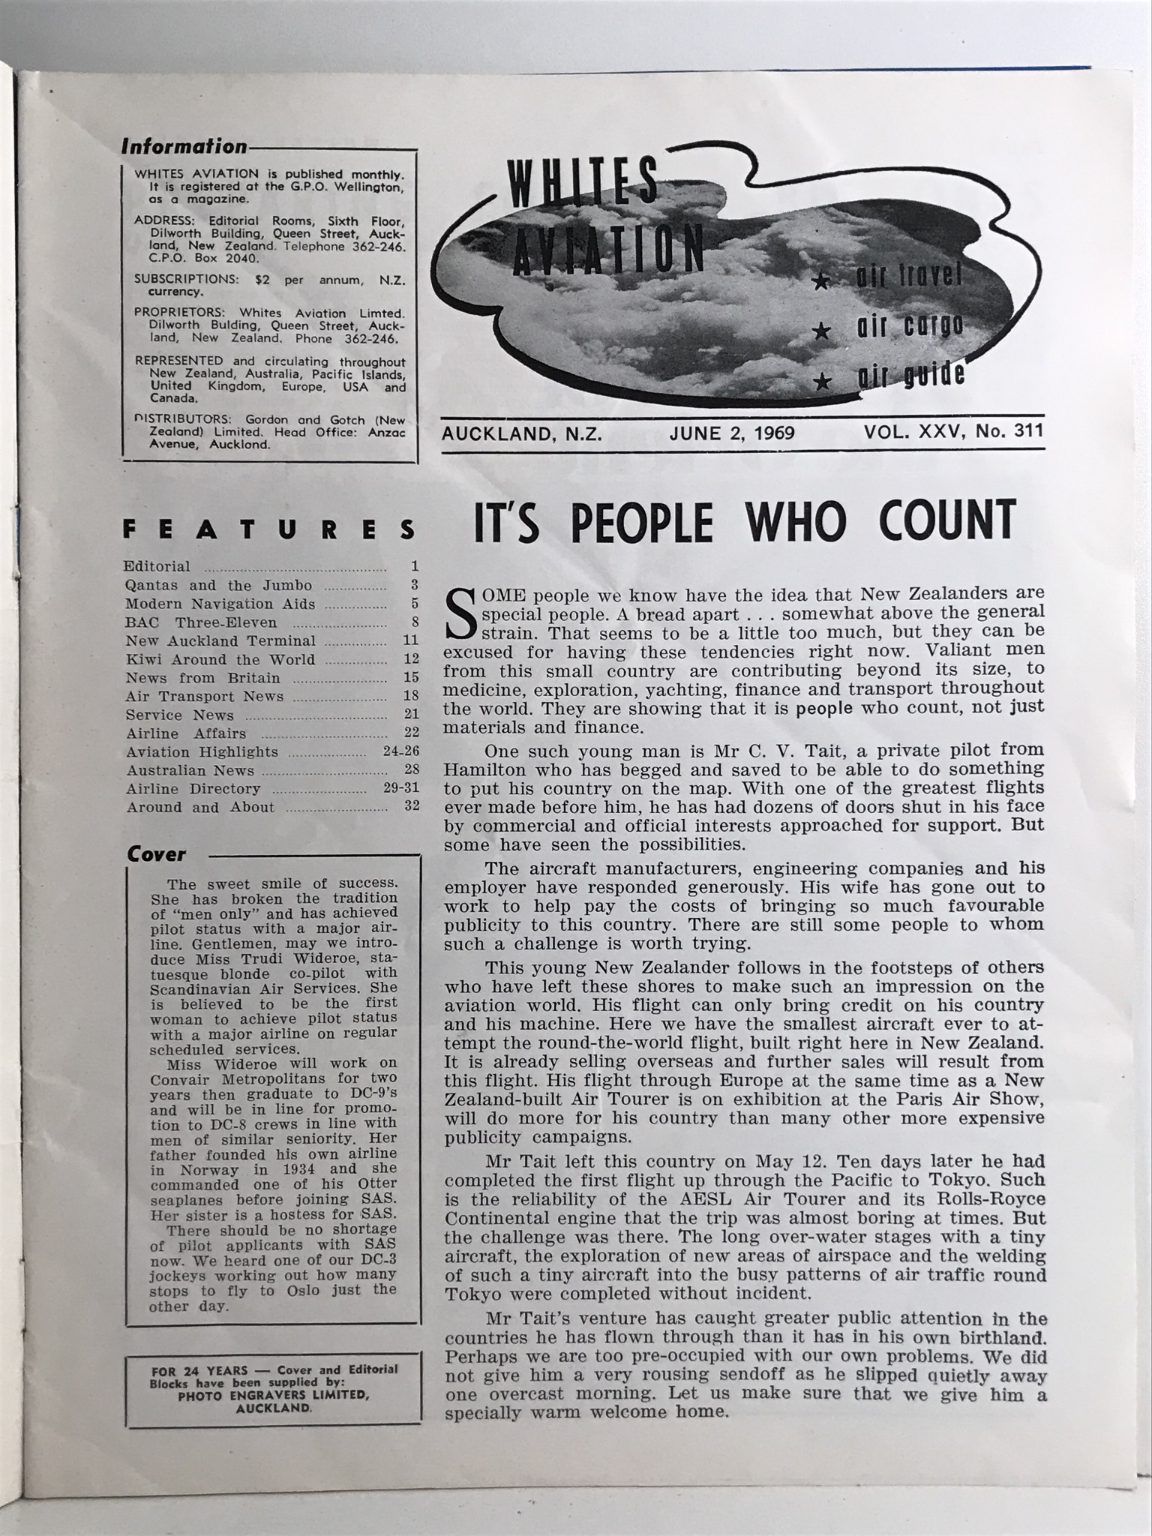 Information
WHITES AVIATION is published monthly.
It is registered at the G.P.O. Wellington,
as a magazine.
ADDRESS: Editorial Rooms, Sixth Floor,
Dilworth Building, Queen Street, Auck-
land, New Zealand. Telephone 362-246.
C.P.O. Box 2040.
SUBSCRIPTIONS: $2 per annum, N.Z.
currency.
PROPRIETORS: Whites Aviation Limted.
Dilworth Bulding, Queen Street, Auck-
land, New Zealand. Phone 362-246.
REPRESENTED and circulating throughout
New Zealand, Australia, Pacific Islands,
United Kingdom, Europe, USA and
Canada.
DISTRIBUTORS: Gordon and Gotch (New
Zealand) Limited. Head Office: Anzac
Avenue, Auckland.
WHITES
AVIATION
★ air travel
★ air cargo
★ air guide
AUCKLAND, N.Z. JUNE 2, 1969 VOL. XXV, No. 311
FEATURES
Editorial 1
Qantas and the Jumbo 3
Modern Navigation Aids 5
BAC Three-Eleven 8
New Auckland Terminal 11
Kiwi Around the World 12
News from Britain 15
Air Transport News 18
Service News 21
Airline Affairs 22
Aviation Highlights 24-26
Australian News 28
Airline Directory 29-31
Around and About 32
Cover
The sweet smile of success.
She has broken the tradition
of "men only" and has achieved
pilot status with a major air-
line. Gentlemen, may we intro-
duce Miss Trudi Wideroe, sta-
tuesque blonde co-pilot with
Scandinavian Air Services. She
is believed to be the first
woman to achieve pilot status
with a major airline on regular
scheduled services.
Miss Wideroe will work on
Convair Metropolitans for two
years then graduate to DC-9's
and will be in line for promo-
tion to DC-8 crews in line with
men of similar seniority. Her
father founded his own airline
in Norway in 1934 and she
commanded one of his Otter
seaplanes before joining SAS.
Her sister is a hostess for SAS.
There should be no shortage
of pilot applicants with SAS
now. We heard one of our DC-3
jockeys working out how many
stops to fly to Oslo just the
other day.
FOR 24 YEARS — Cover and Editorial
Blocks have been supplied by:
PHOTO ENGRAVERS LIMITED,
AUCKLAND.
IT'S PEOPLE WHO COUNT
SOME people we know have the idea that New Zealanders are
special people. A bread apart . . . somewhat above the general
strain. That seems to be a little too much, but they can be
excused for having these tendencies right now. Valiant men
from this small country are contributing beyond its size, to
medicine, exploration, yachting, finance and transport throughout
the world. They are showing that it is people who count, not just
materials and finance.
One such young man is Mr C. V. Tait, a private pilot from
Hamilton who has begged and saved to be able to do something
to put his country on the map. With one of the greatest flights
ever made before him, he has had dozens of doors shut in his face
by commercial and official interests approached for support. But
some have seen the possibilities.
The aircraft manufacturers, engineering companies and his
employer have responded generously. His wife has gone out to
work to help pay the costs of bringing so much favourable
publicity to this country. There are still some people to whom
such a challenge is worth trying.
This young New Zealander follows in the footsteps of others
who have left these shores to make such an impression on the
aviation world. His flight can only bring credit on his country
and his machine. Here we have the smallest aircraft ever to at-
tempt the round-the-world flight, built right here in New Zealand.
It is already selling overseas and further sales will result from
this flight. His flight through Europe at the same time as a New
Zealand-built Air Tourer is on exhibition at the Paris Air Show,
will do more for his country than many other more expensive
publicity campaigns.
Mr Tait left this country on May 12. Ten days later he had
completed the first flight up through the Pacific to Tokyo. Such
is the reliability of the AESL Air Tourer and its Rolls-Royce
Continental engine that the trip was almost boring at times. But
the challenge was there. The long over-water stages with a tiny
aircraft, the exploration of new areas of airspace and the welding
of such a tiny aircraft into the busy patterns of air traffic round
Tokyo were completed without incident.
Mr Tait's venture has caught greater public attention in the
countries he has flown through than it has in his own birthland.
Perhaps we are too pre-occupied with our own problems. We did
not give him a very rousing sendoff as he slipped quietly away
one overcast morning. Let us make sure that we give him a
specially warm welcome home.